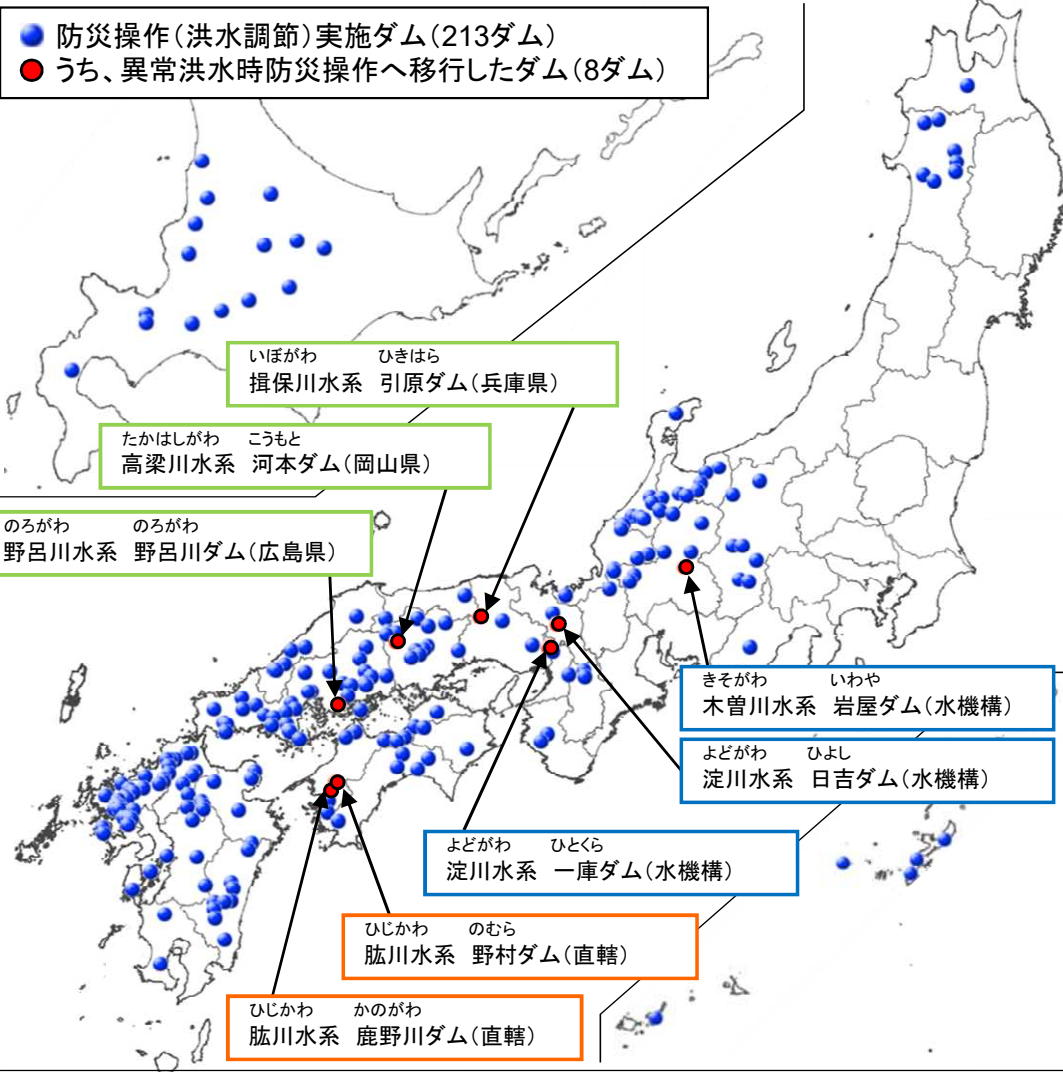 防災操作(洪水調節)実施ダム(213ダム)
うち、異常洪水時防災操作へ移行したダム(8ダム)
いぼがわ ひきはら
揖保川水系 引原ダム(兵庫県)
たかはしがわ こうもと
高梁川水系 河本ダム(岡山県)
のろがわ のろがわ
野呂川水系 野呂川ダム(広島県)
きそがわ いわや
木曽川水系 岩屋ダム(水機構)
よどがわ ひよし
淀川水系 日吉ダム(水機構)
よどがわ ひとくら
淀川水系 一庫ダム(水機構)
ひじかわ のむら
肱川水系 野村ダム(直轄)
ひじかわ かのがわ
肱川水系 鹿野川ダム(直轄)